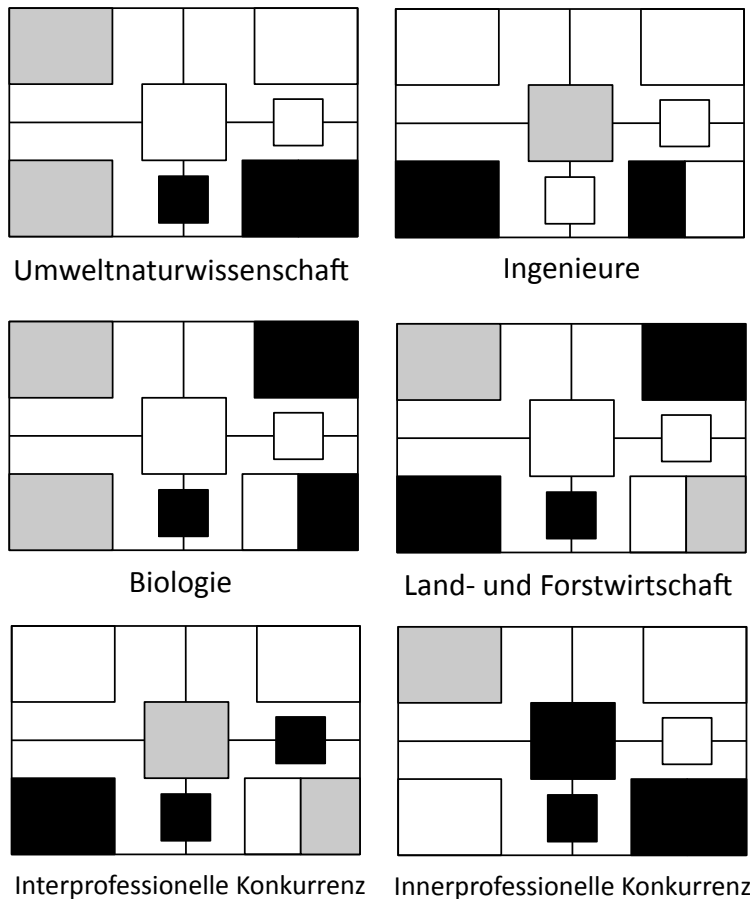 Umweltnaturwissenschaft
Ingenieure
Biologie
Land- und Forstwirtschaft
Interprofessionelle Konkurrenz
Innerprofessionelle Konkurrenz